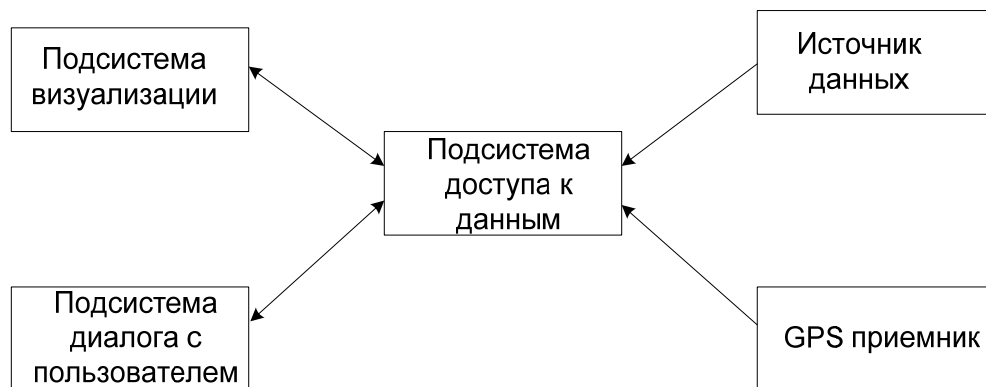 Подсистема
визуализации
Источник
данных
Подсистема
доступа к
данным
Подсистема
диалога с
пользователем
GPS приемник